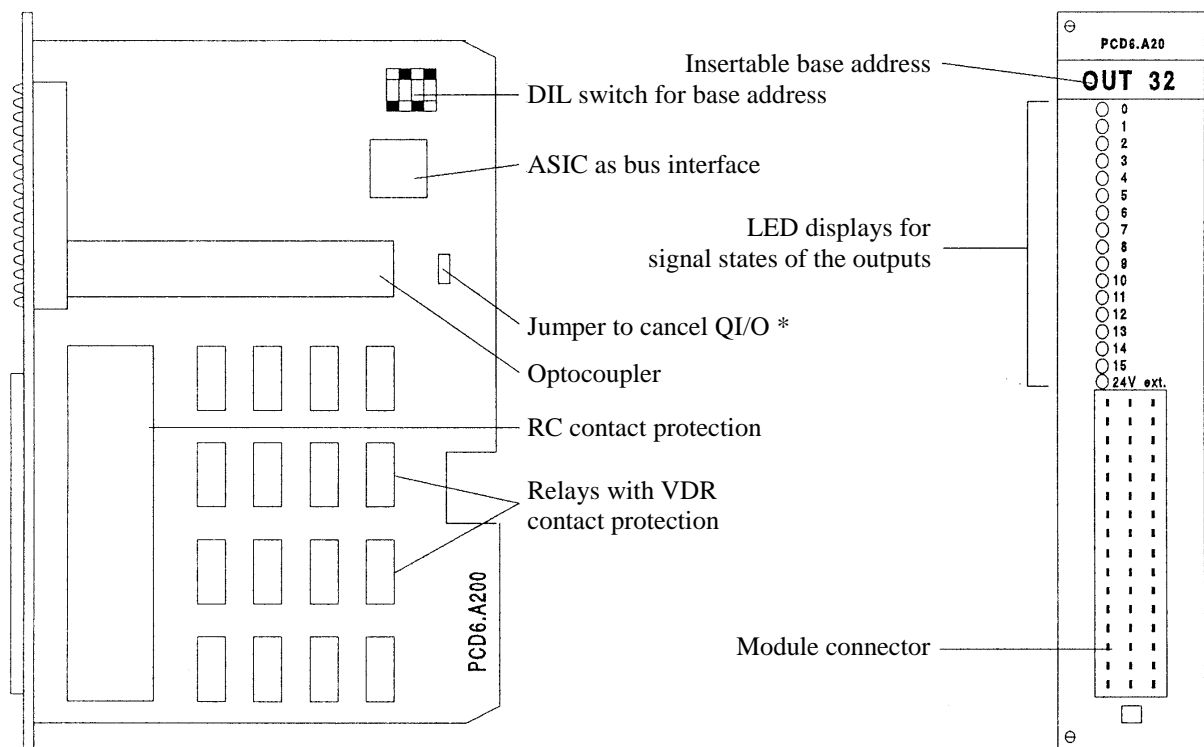 PCD6.A20
Insertable base address
OUT 32
DIL switch for base address
0
1
2
ASIC as bus interface
3
4
5
LED displays for
signal states of the outputs
6
7
8
9
10
11
Jumper to cancel QI/O *
12
13
14
Optocoupler
15
24V ext.
RC contact protection
Relays with VDR
contact protection
PCD6.A200
Module connector